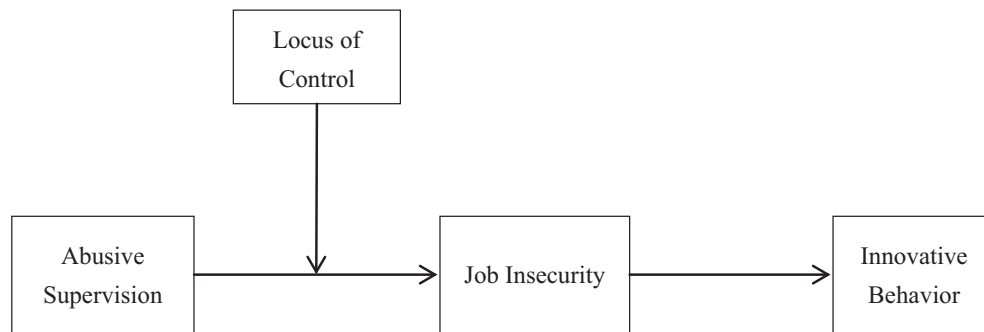 Locus of
Control
Abusive
Supervision
Job Insecurity
Innovative
Behavior